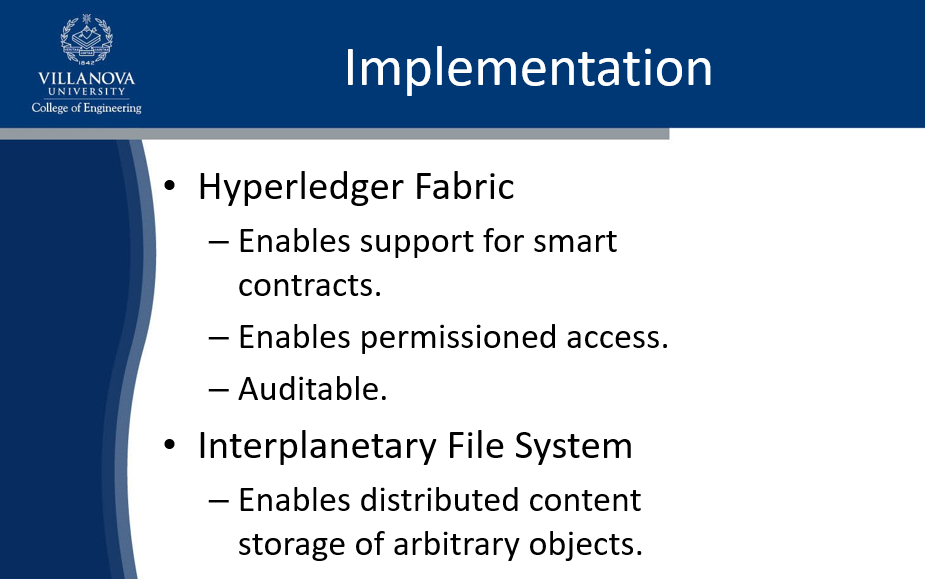 1842
VILLANOVA
UNIVERSITY
College of Engineering
Implementation
• Hyperledger Fabric
– Enables support for smart
contracts.
– Enables permissioned access.
– Auditable.
• Interplanetary File System
– Enables distributed content
storage of arbitrary objects.